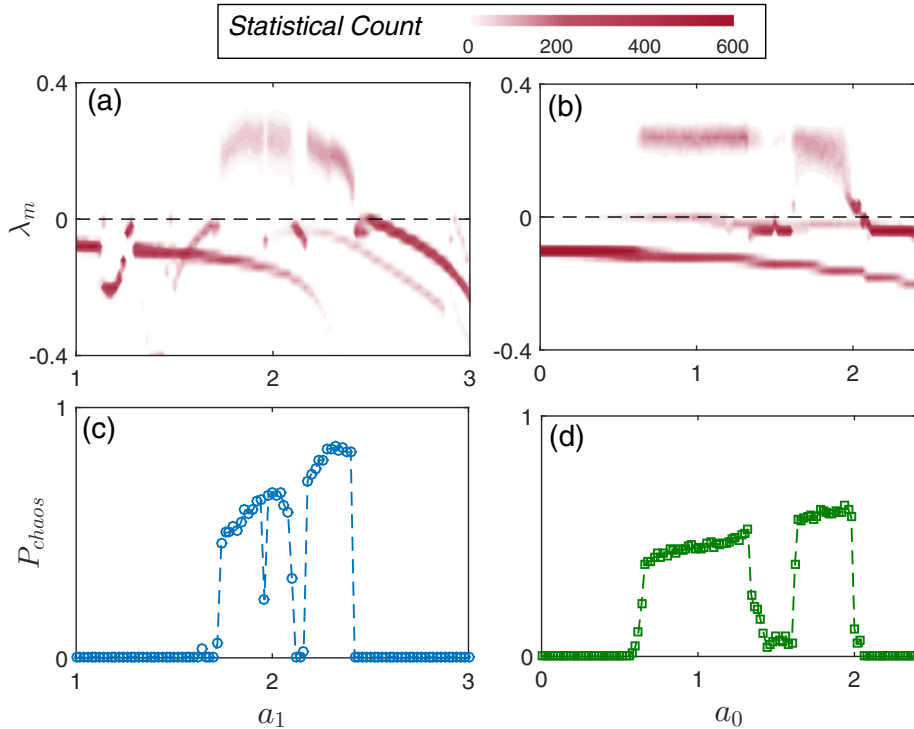 Statistical Count
0 200 400 600
(a) (b)
0.4 0.4
λm
0 0
-0.4 -0.4
1 2 3 0 1 2
(c) (d)
1 1
Pchaos
0 0
1 2 3 0 1 2
a1 a0